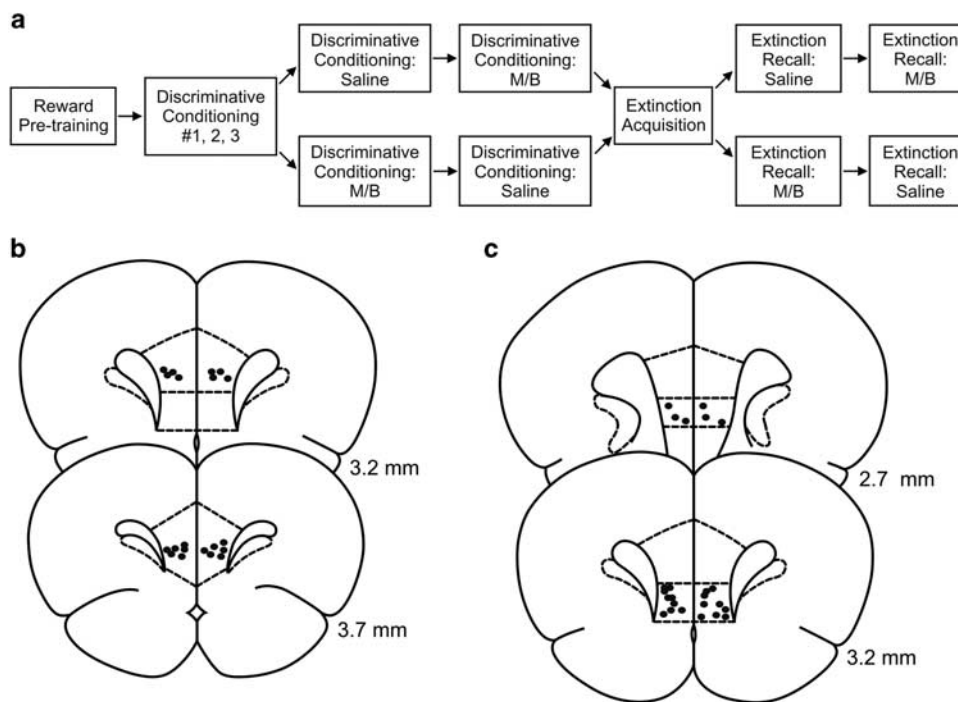 a
Reward
Pre-training
Discriminative
Conditioning
#1, 2, 3
Discriminative
Conditioning:
Saline
Discriminative
Conditioning:
M/B
Discriminative
Conditioning:
M/B
Discriminative
Conditioning:
Saline
Extinction
Acquisition
Extinction
Recall:
Saline
Extinction
Recall:
M/B
Extinction
Recall:
M/B
Extinction
Recall:
Saline
b
3.2 mm
3.7 mm
c
2.7 mm
3.2 mm